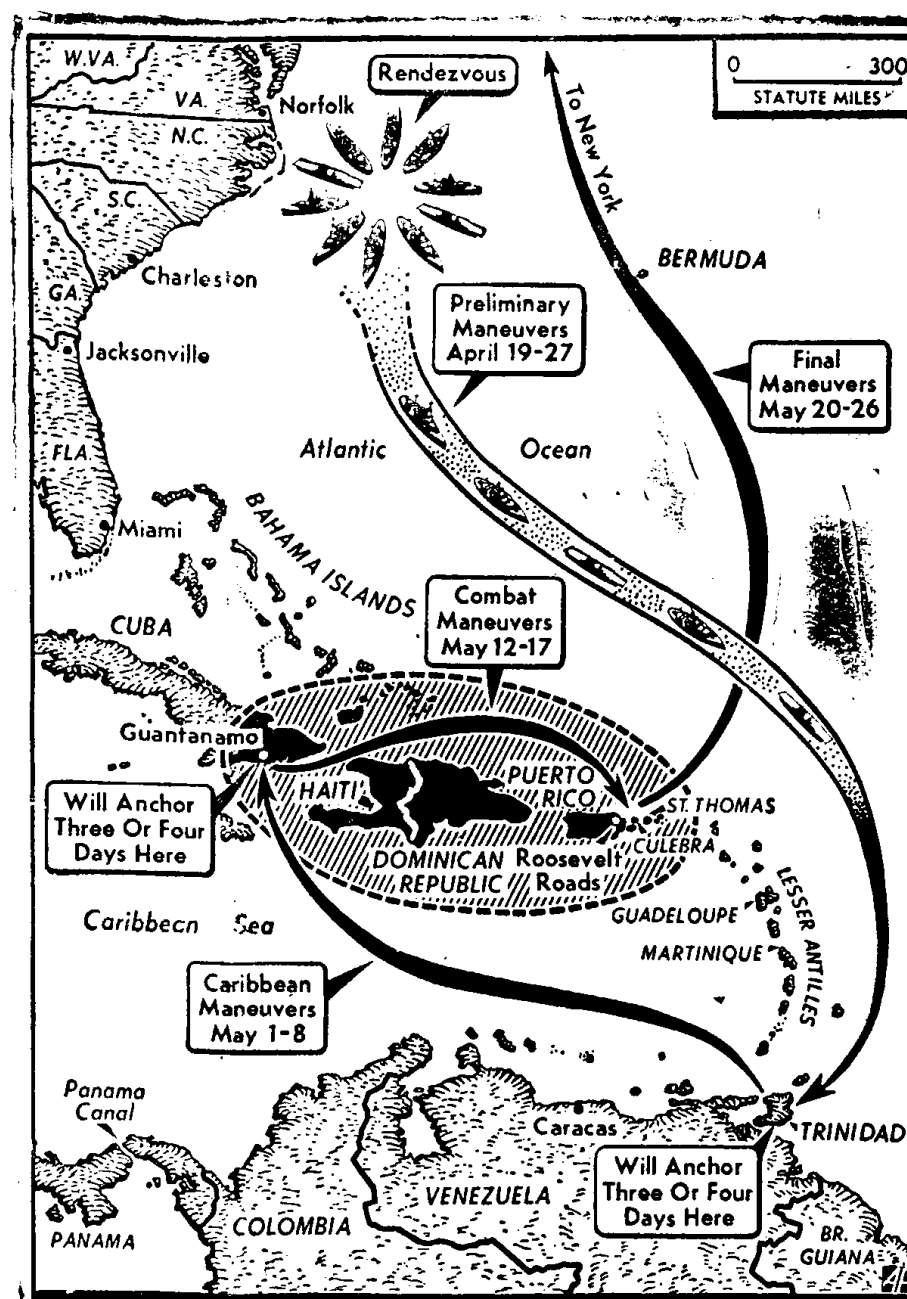 W.VA.
VA.
Norfolk
N.C.
S.C.
Charleston
GA.
Jacksonville
FLA.
Miami
Rendezvous
0 300
STATUTE MILES
To New York
BERMUDA
Preliminary
Maneuvers
April 19-27
Final
Maneuvers
May 20-26
Atlantic Ocean
BAHAMA ISLANDS
Combat
Maneuvers
May 12-17
CUBA
Guantanamo
Will Anchor
Three Or Four
Days Here
HAITI
PUERTO
RICO
ST. THOMAS
CULEBRA
DOMINICAN
REPUBLIC
Roosevelt
Roads
LESSER ANTILLES
GUADELOUPE
MARTINIQUE
Caribbean Sea
Caribbean
Maneuvers
May 1-8
Panama
Canal
Caracas
TRINIDAD
Will Anchor
Three Or Four
Days Here
VENEZUELA
COLOMBIA
PANAMA
BR.
GUIANA